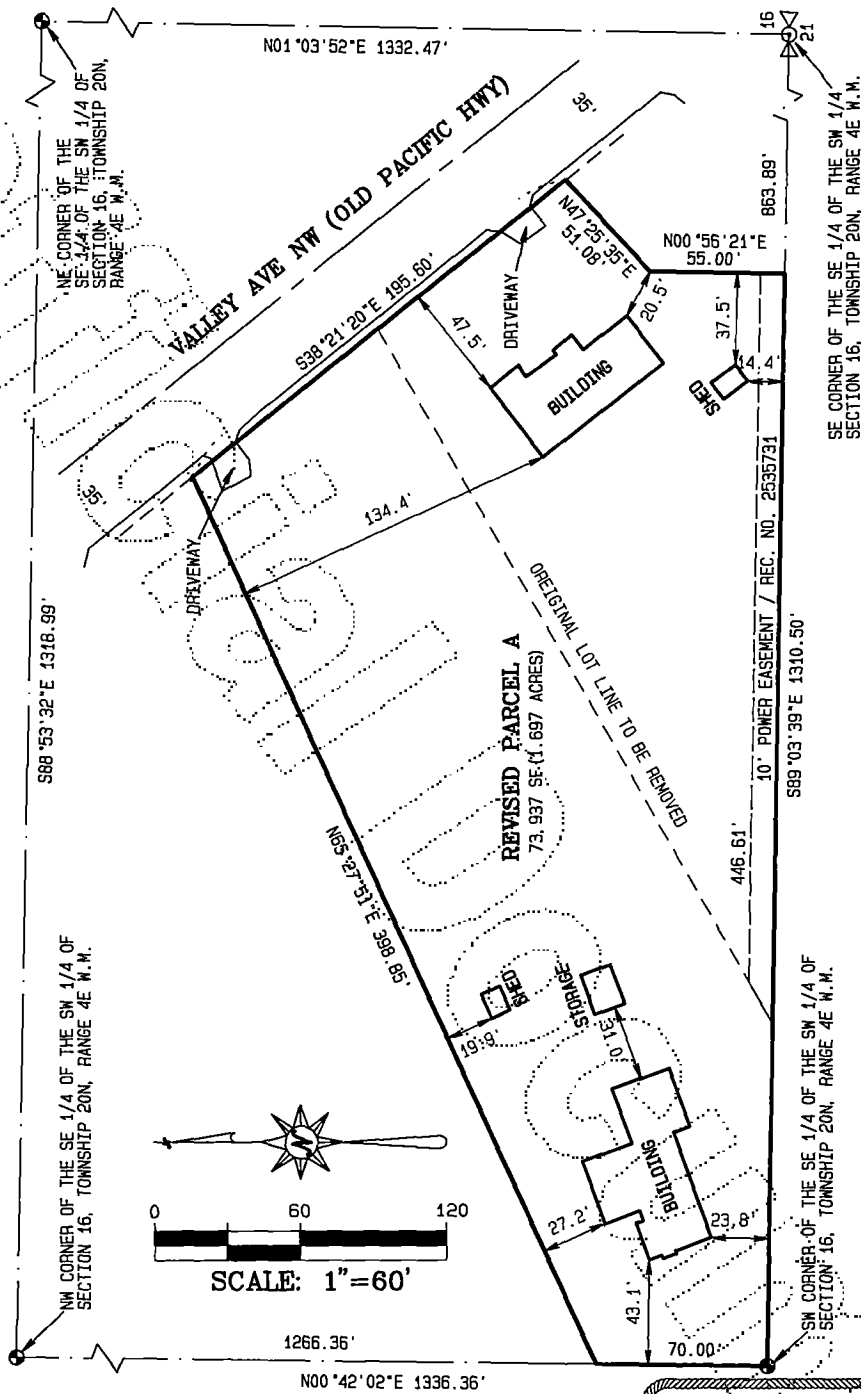 N01°03'52"E 1332.47'
16
21
NE CORNER OF THE
SE 1/4 OF THE SW 1/4 OF
SECTION 16, TOWNSHIP 20N,
RANGE 4E W.M.
VALLEY AVE NW (OLD PACIFIC HWY)
35'
863.89'
SE CORNER OF THE SE 1/4 OF THE SW 1/4
SECTION 16, TOWNSHIP 20N, RANGE 4E W.M.
N47°25'35"E
51.08'
N00°56'21"E
55.00'
DRIVEWAY
S38°21'20"E 195.60'
47.5'
20.5'
37.5'
BUILDING
SHED
14.4'
35'
DRIVEWAY
134.4'
S88°53'32"E 1318.99'
OREIGINAL LOT LINE TO BE REMOVED
10' POWER EASEMENT / REC. NO. 2535731
S89°03'39"E 1310.50'
REVISED PARCEL A
73,937 SF (1.697 ACRES)
446.61'
N65°27'51"E 398.85'
SHED
19.9'
STORAGE
31.0'
NW CORNER OF THE SE 1/4 OF THE SW 1/4 OF
SECTION 16, TOWNSHIP 20N, RANGE 4E W.M.
N
0 60 120
SCALE: 1"=60'
BUILDING
27.2'
23.8'
43.1'
SW CORNER OF THE SE 1/4 OF THE SW 1/4 OF
SECTION 16, TOWNSHIP 20N, RANGE 4E W.M.
1266.36'
70.00'
N00°42'02"E 1336.36'